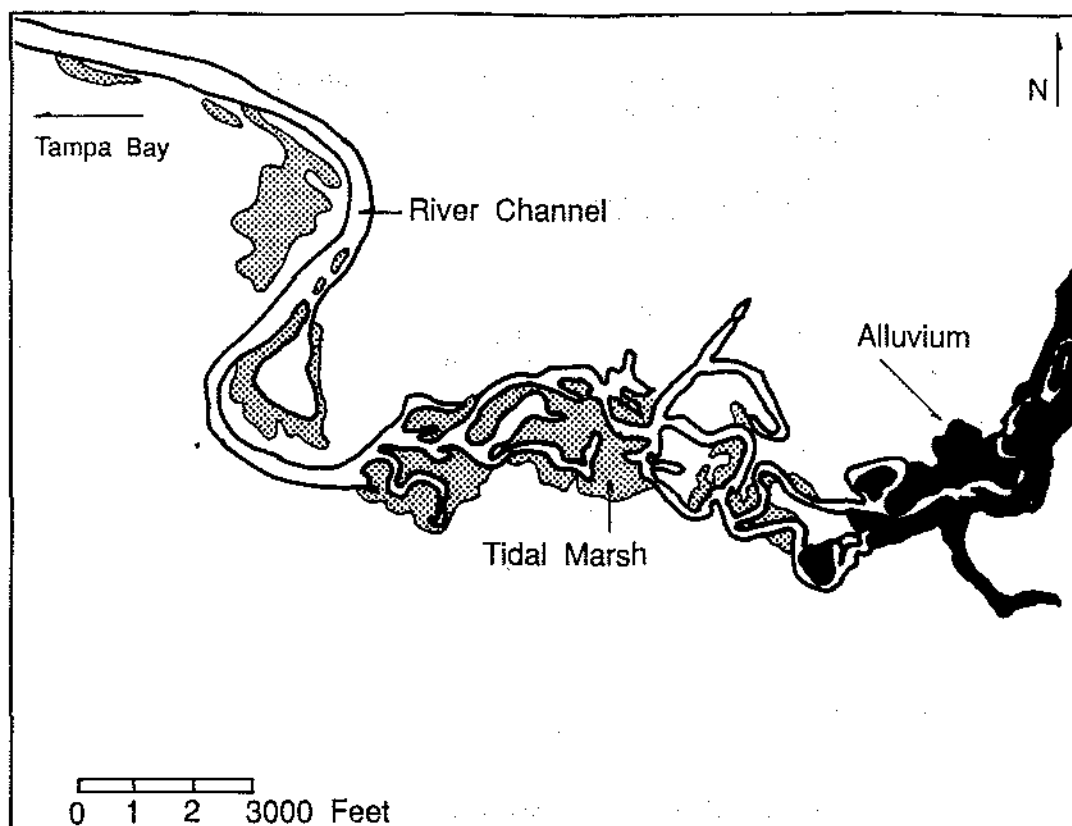 N
Tampa Bay
River Channel
Alluvium
Tidal Marsh
0 1 2 3000 Feet